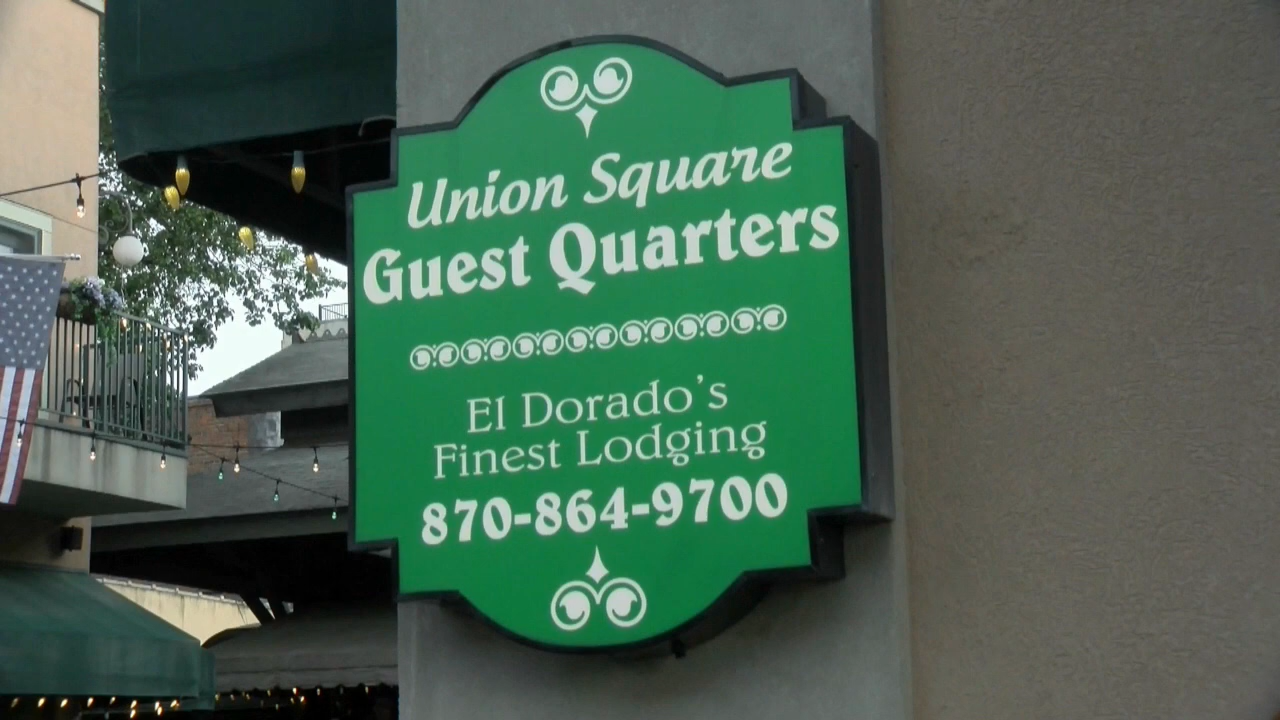 Union Square
Guest Quarters
El Dorado's
Finest Lodging
870-864-9700